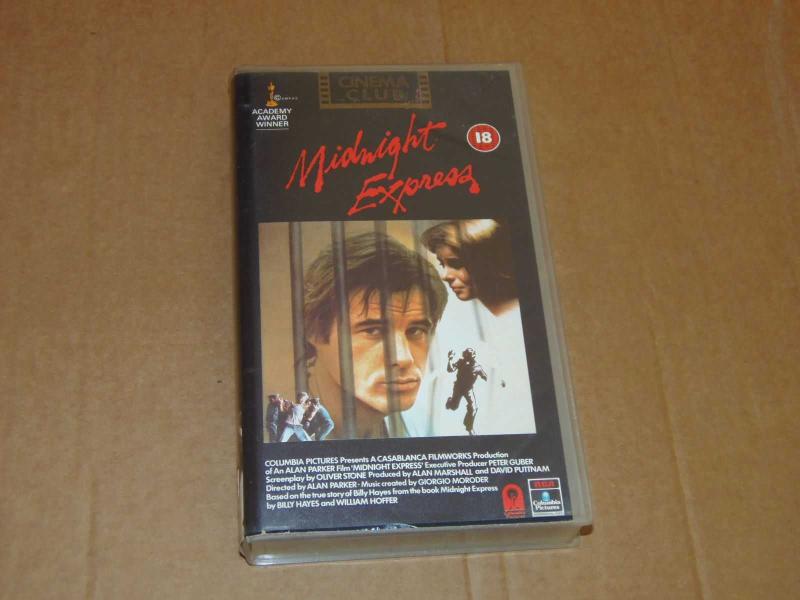 CINEMA
CLUB
ACADEMY
AWARD
WINNER
18
Midnight
Express
COLUMBIA PICTURES Presents A CASABLANCA FILMWORKS Production
of An ALAN PARKER Film 'MIDNIGHT EXPRESS' Executive Producer PETER GUBER
Screenplay by OLIVER STONE Produced by ALAN MARSHALL and DAVID PUTTNAM
Directed by ALAN PARKER · Music created by GIORGIO MORODER
Based on the true story of Billy Hayes from the book Midnight Express
by BILLY HAYES and WILLIAM HOFFER
RCA
Columbia
Pictures